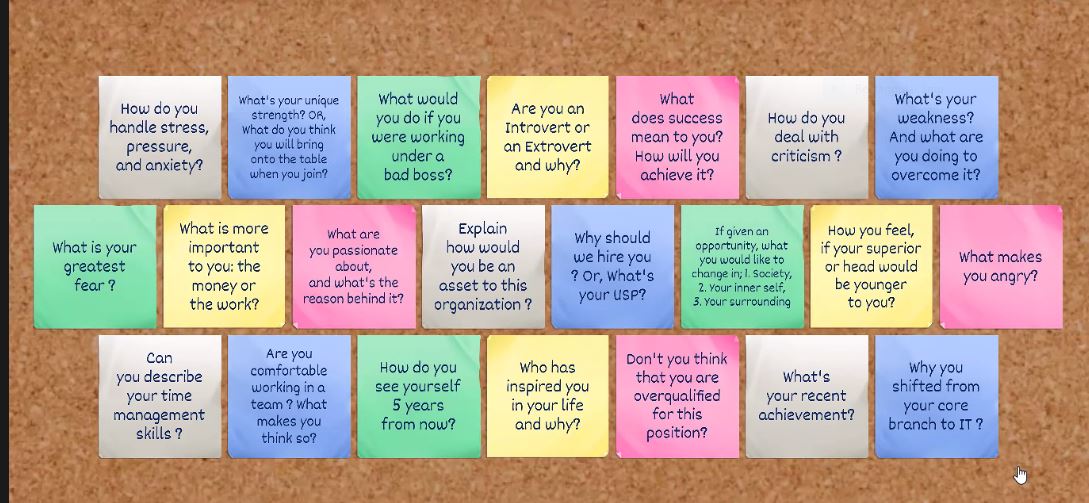 How do you
handle stress,
pressure,
and anxiety?
What's your unique
strength? OR,
What do you think
you will bring
onto the table
when you join?
What would
you do if you
were working
under a
bad boss?
Are you an
Introvert or
an Extrovert
and why?
What
does success
mean to you?
How will you
achieve it?
How do you
deal with
criticism ?
What's your
weakness?
And what are
you doing to
overcome it?
What is your
greatest
fear ?
What is more
important
to you: the
money or
the work?
What are
you passionate
about,
and what's the
reason behind it?
Explain
how would
you be an
asset to this
organization ?
Why should
we hire you
? Or, What's
your USP?
If given an
opportunity, what
you would like to
change in; 1. Society,
2. Your inner self,
3. Your surrounding
How you feel,
if your superior
or head would
be younger
to you?
What makes
you angry?
Can
you describe
your time
management
skills ?
Are you
comfortable
working in a
team ? What
makes you
think so?
How do you
see yourself
5 years
from now?
Who has
inspired you
in your life
and why?
Don't you think
that you are
overqualified
for this
position?
What's
your recent
achievement?
Why you
shifted from
your core
branch to IT ?